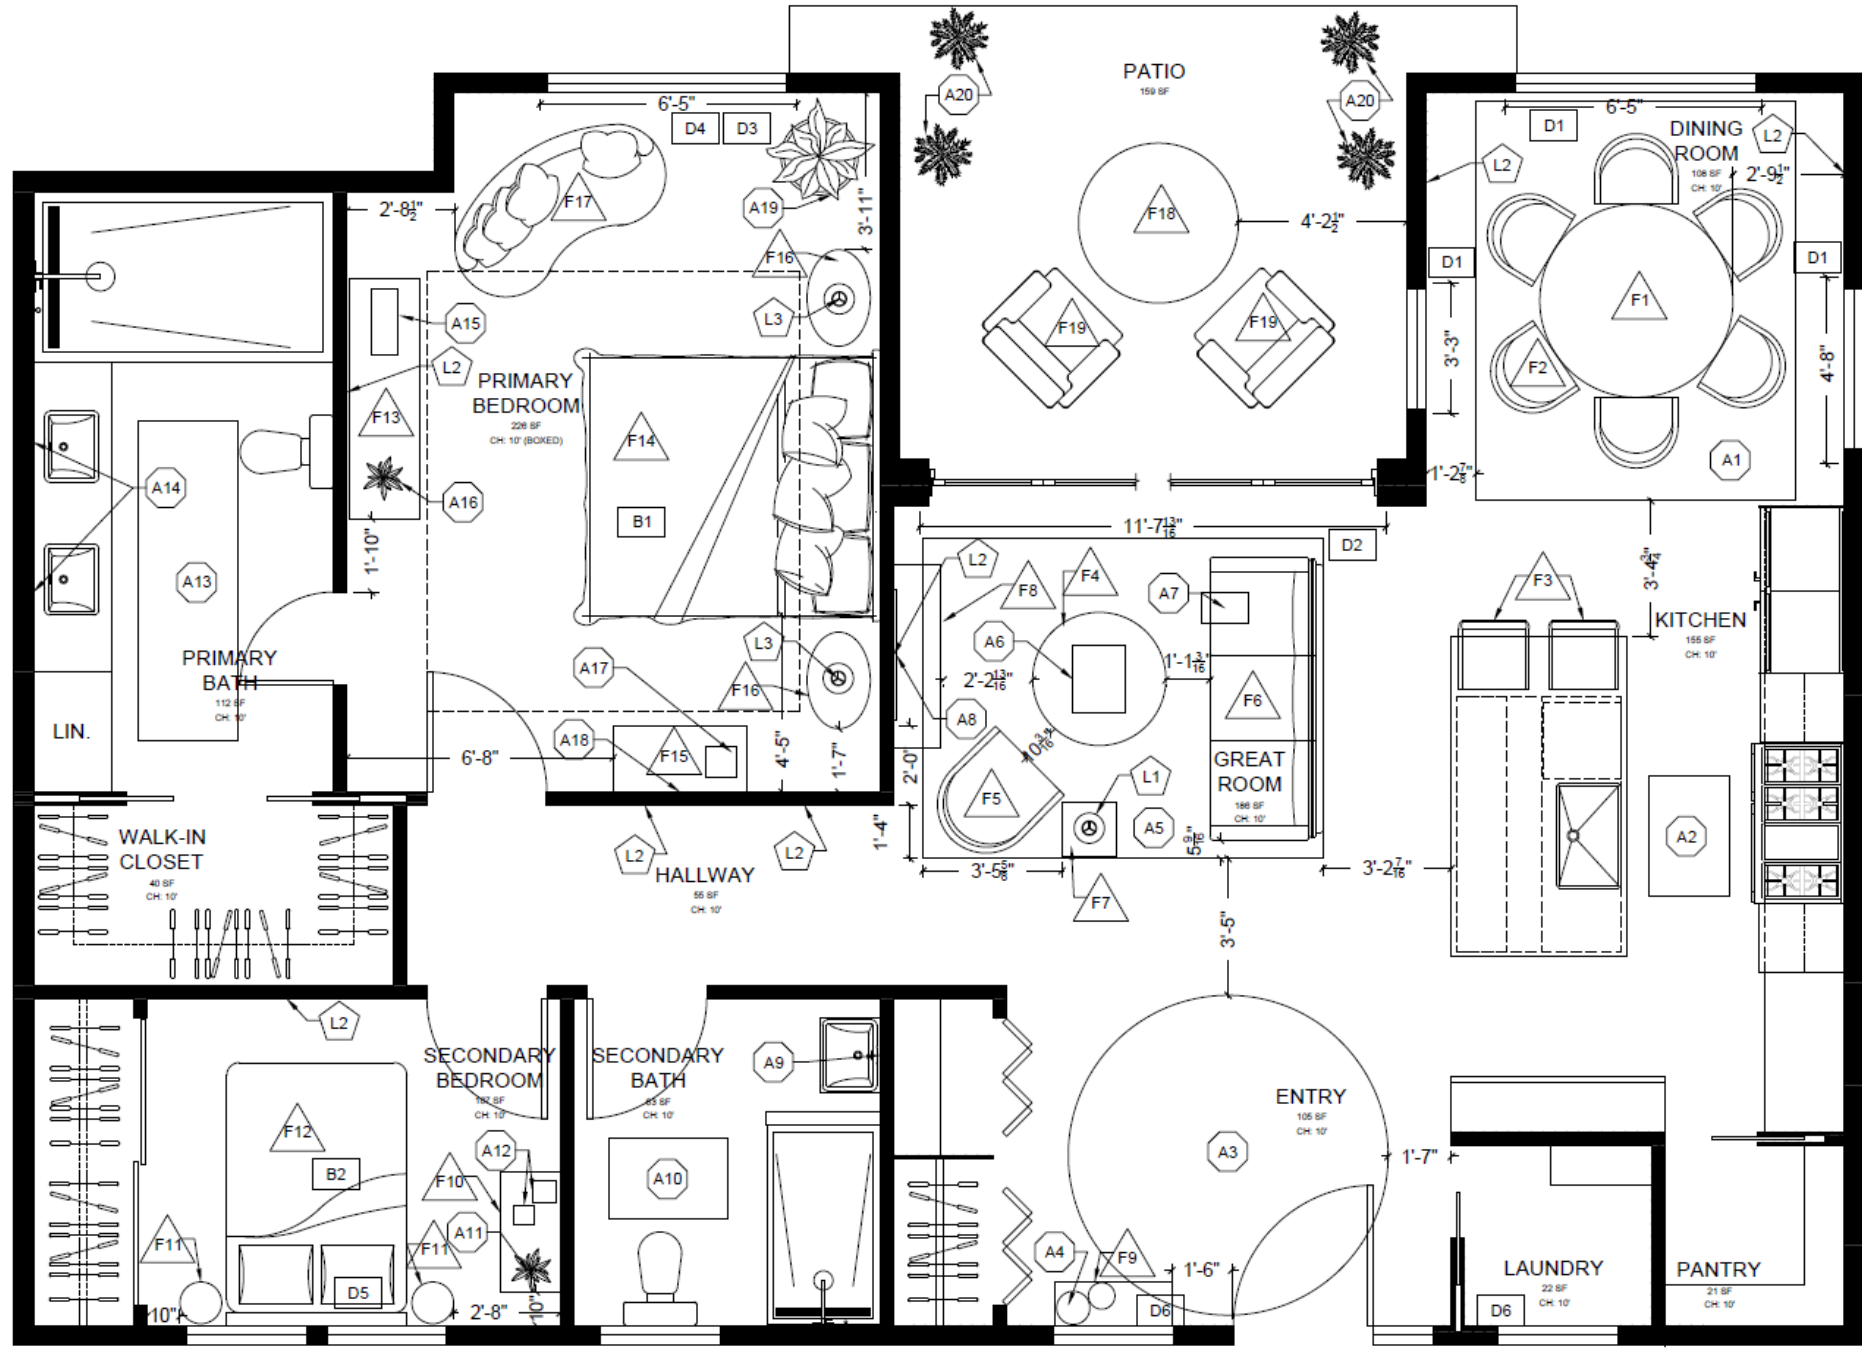 PATIO
159 SF
A20
A20
6'-5"
D4
D3
F17
A19
2'-8½"
3'-11"
F16
L3
A15
L2
F13
A16
1'-10"
PRIMARY
BEDROOM
226 SF
CH: 10' (BOXED)
F14
B1
L3
F16
A17
A18
F15
6'-8"
4'-5"
1'-7"
F18
4'-2½"
F19
F19
6'-5"
D1
DINING
ROOM
108 SF
CH: 10'
L2
L2
2'-9½"
D1
D1
F1
F2
3'-3"
4'-8"
A1
1'-2⅞"
3'-4¾"
A14
A13
PRIMARY
BATH
112 SF
CH: 10'
LIN.
11'-7 13/16"
D2
L2
F8
F4
A7
A6
2'-2 13/16"
1'-1 3/16"
F6
A8
10 3/16"
2'-0"
GREAT
ROOM
186 SF
CH: 10'
F5
L1
A5
5 9/16"
1'-4"
3'-5⅝"
F7
3'-2 7/16"
3'-5"
F3
KITCHEN
155 SF
CH: 10'
A2
WALK-IN
CLOSET
40 SF
CH: 10'
L2
L2
HALLWAY
55 SF
CH: 10'
L2
SECONDARY
BEDROOM
CH: 10'
F12
B2
F10
A12
A11
F11
F11
D5
10"
2'-8"
10"
SECONDARY
BATH
CH: 10'
A9
A10
ENTRY
105 SF
CH: 10'
A3
1'-7"
A4
F9
1'-6"
D6
LAUNDRY
22 SF
CH: 10'
D6
PANTRY
21 SF
CH: 10'